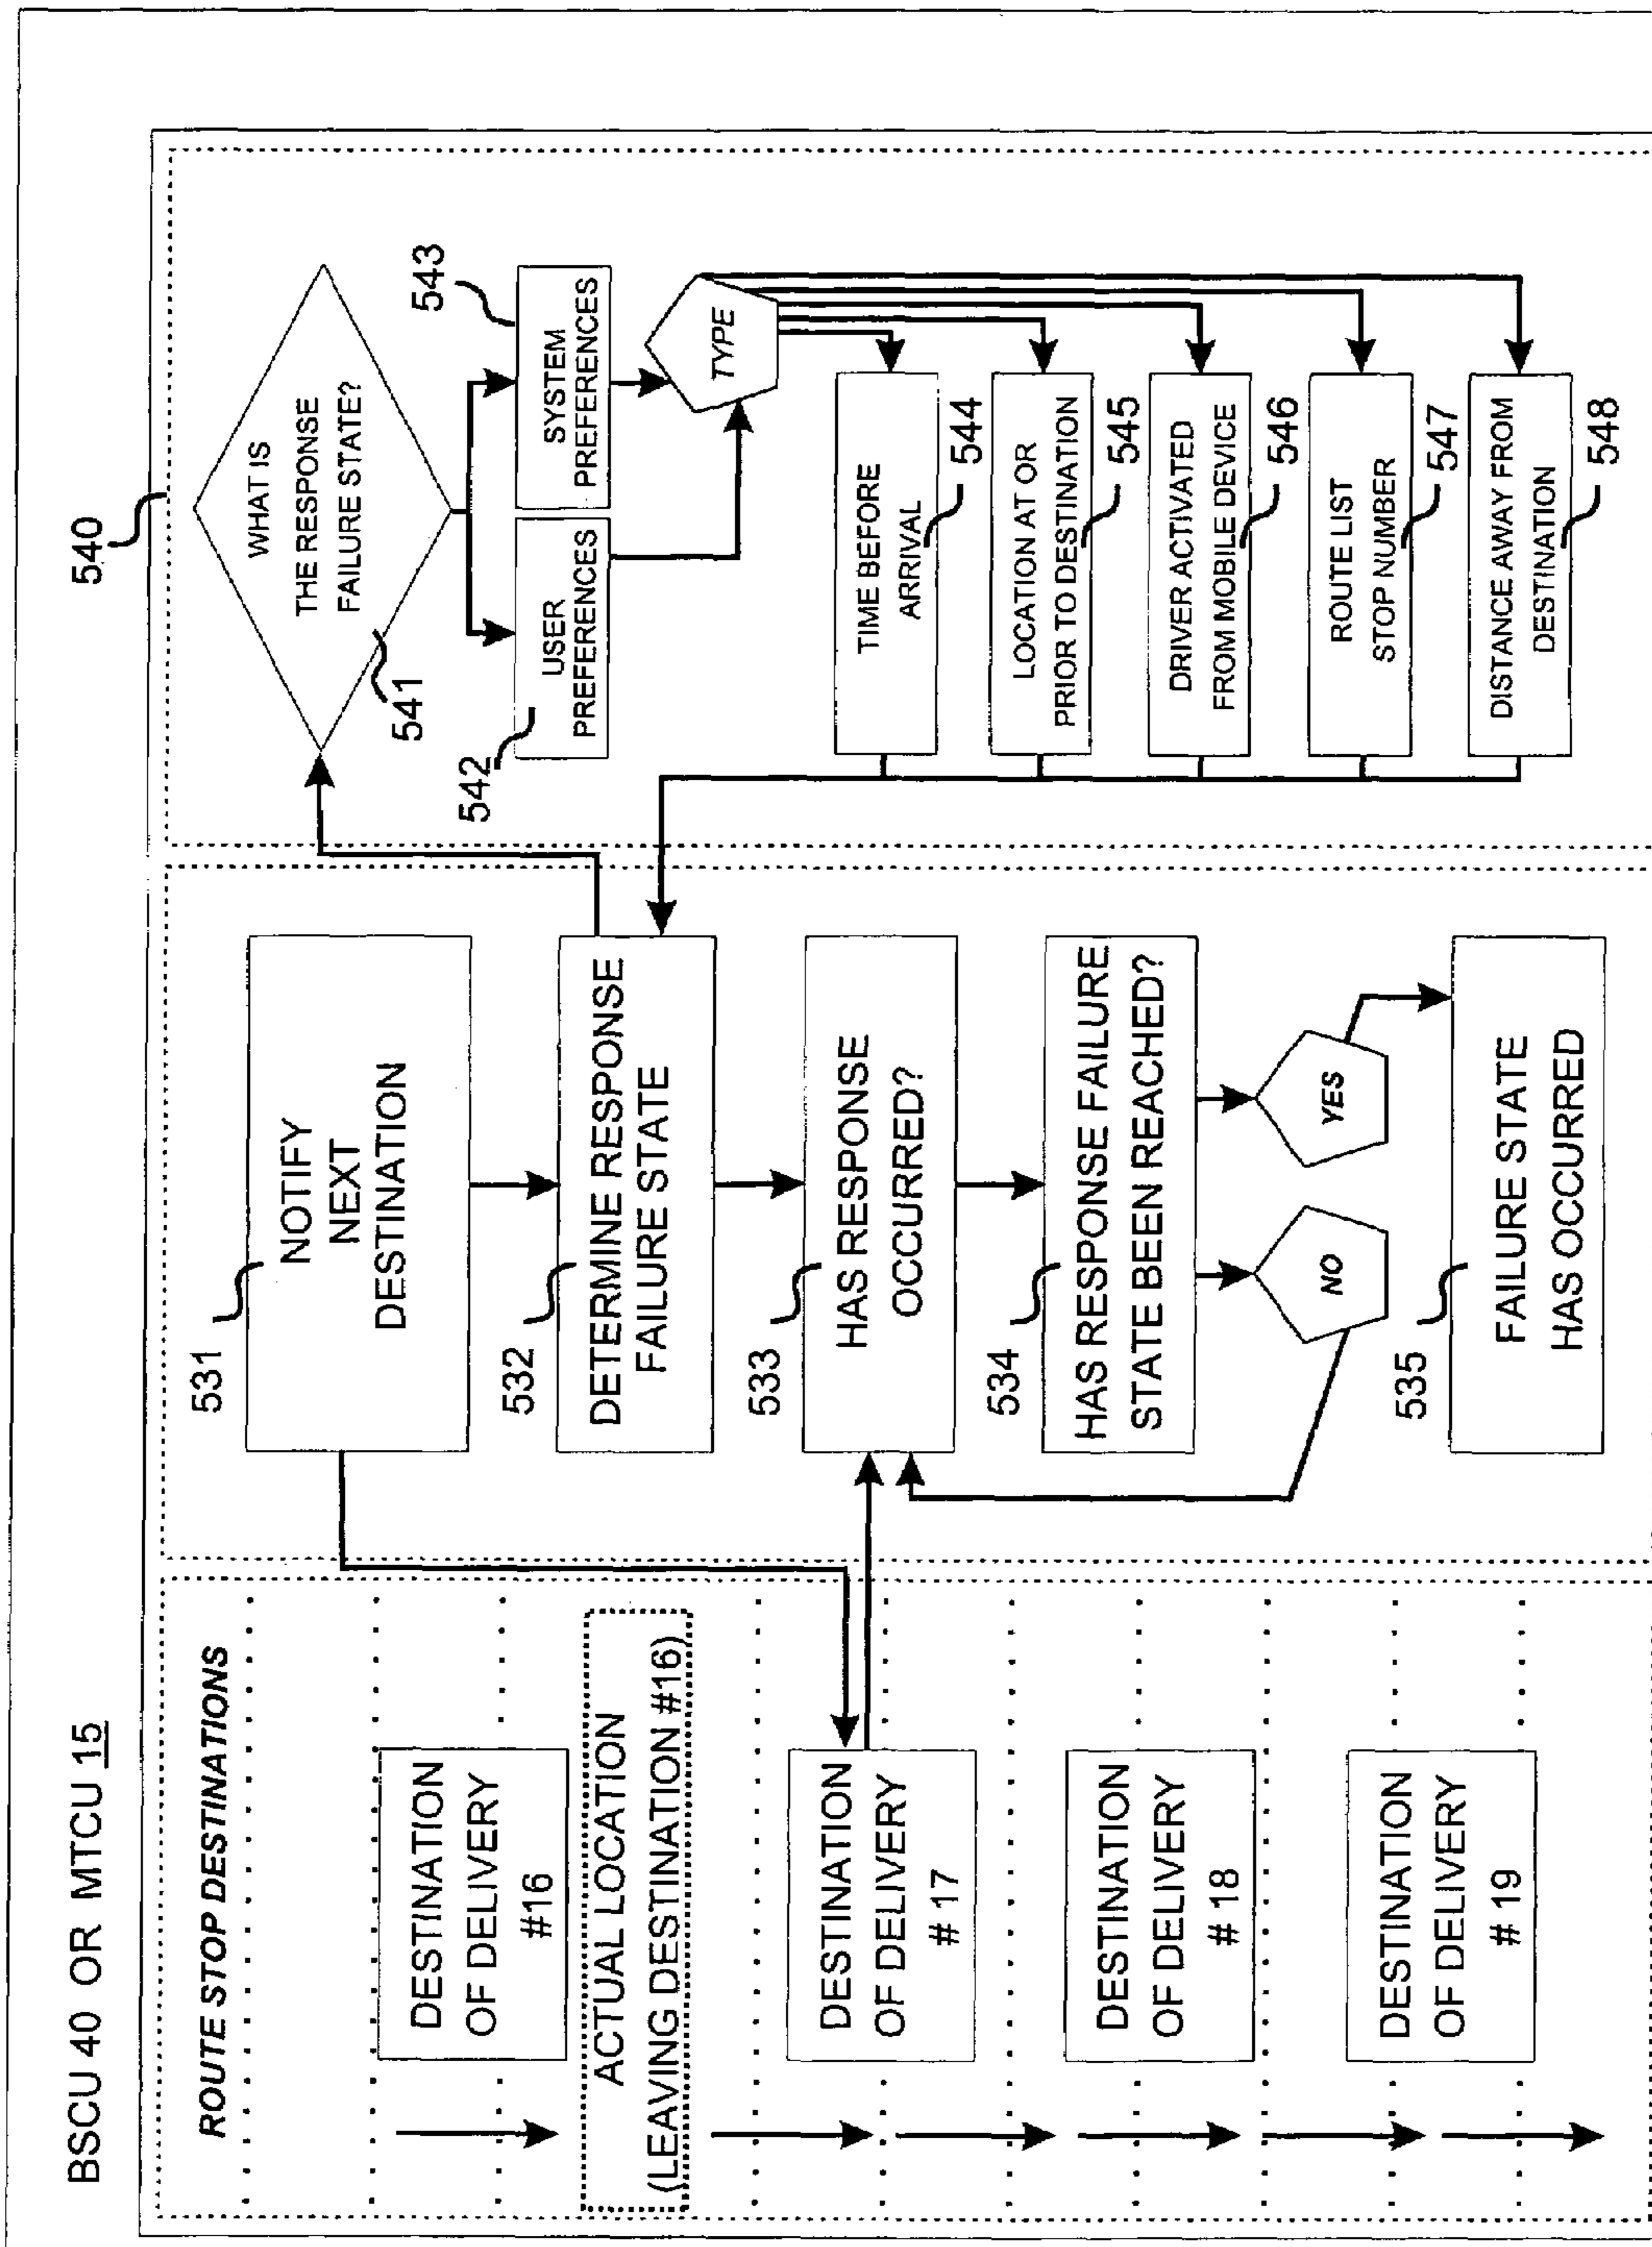 BSCU 40 OR MTCU 15
ROUTE STOP DESTINATIONS
DESTINATION
OF DELIVERY
#16
ACTUAL LOCATION
(LEAVING DESTINATION #16)
DESTINATION
OF DELIVERY
# 17
DESTINATION
OF DELIVERY
# 18
DESTINATION
OF DELIVERY
# 19
531
NOTIFY
NEXT
DESTINATION
532
DETERMINE RESPONSE
FAILURE STATE
533
HAS RESPONSE
OCCURRED?
534
HAS RESPONSE FAILURE
STATE BEEN REACHED?
NO
YES
535
FAILURE STATE
HAS OCCURRED
540
WHAT IS
THE RESPONSE
FAILURE STATE?
541
542
USER
PREFERENCES
543
SYSTEM
PREFERENCES
TYPE
TIME BEFORE
ARRIVAL
544
LOCATION AT OR
PRIOR TO DESTINATION
545
DRIVER ACTIVATED
FROM MOBILE DEVICE
546
ROUTE LIST
STOP NUMBER
547
DISTANCE AWAY FROM
DESTINATION
548